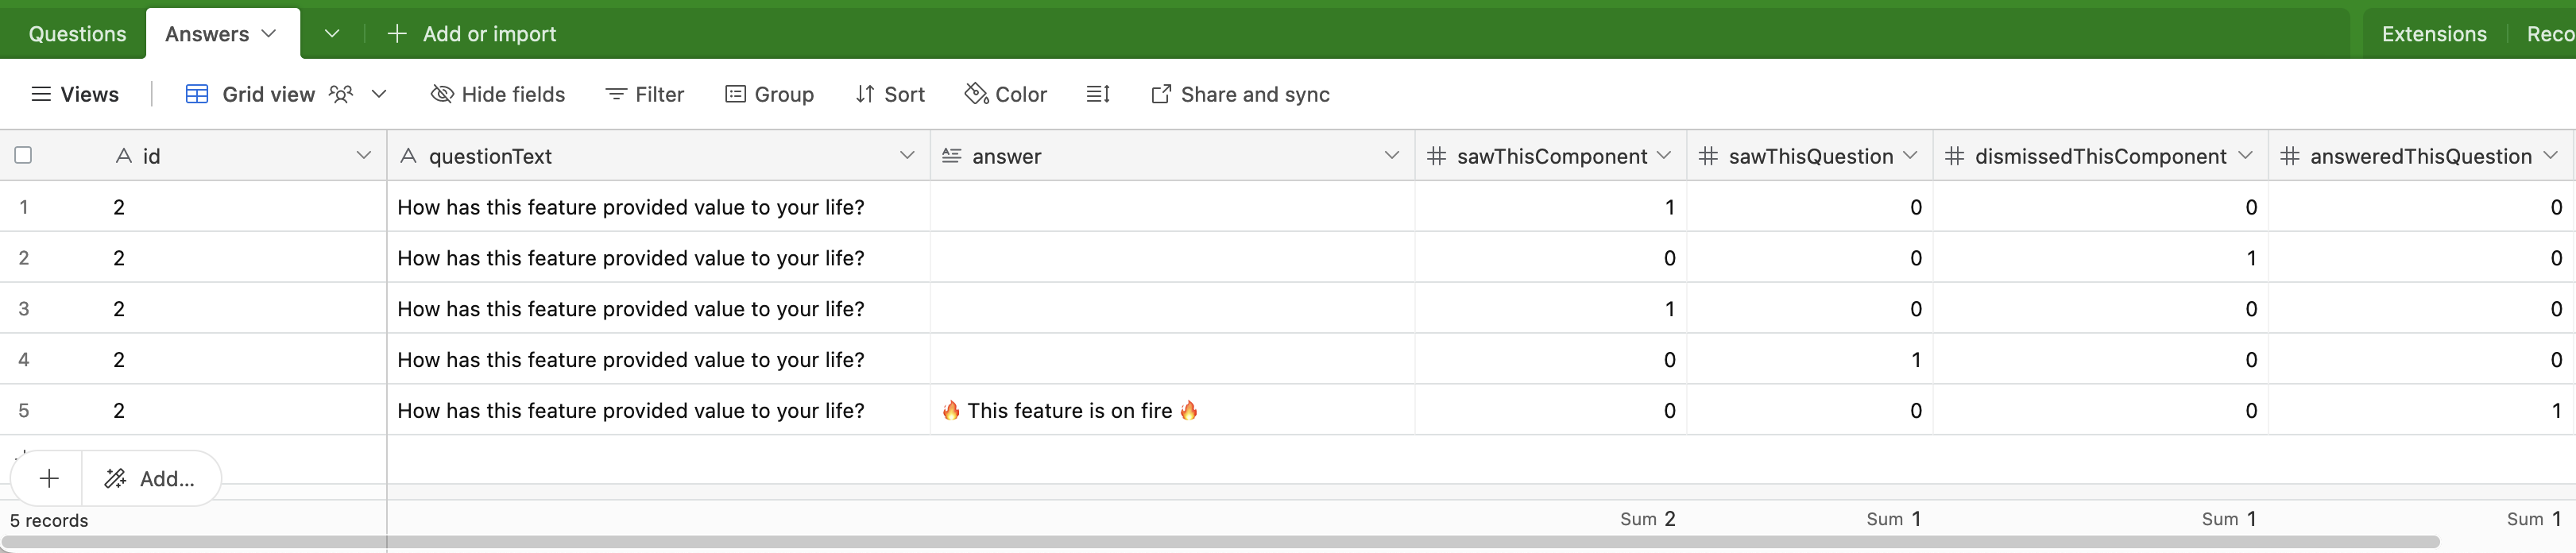 Questions Answers Add or import Extensions Reco
Views Grid view Hide fields Filter Group Sort Color Share and sync
id questionText answer sawThisComponent sawThisQuestion dismissedThisComponent answeredThisQuestion
1 2 How has this feature provided value to your life? 1 0 0 0
2 2 How has this feature provided value to your life? 0 0 1 0
3 2 How has this feature provided value to your life? 1 0 0 0
4 2 How has this feature provided value to your life? 0 1 0 0
5 2 How has this feature provided value to your life? 🔥 This feature is on fire 🔥 0 0 0 1
+ Add...
5 records Sum 2 Sum 1 Sum 1 Sum 1